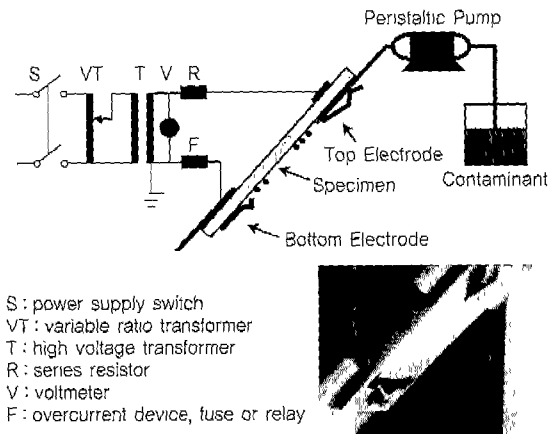 Peristaltic Pump
S VT T V R
F
Top Electrode
Specimen
Contaminant
Bottom Electrode
S : power supply switch
VT : variable ratio transformer
T : high voltage transformer
R : series resistor
V : voltmeter
F : overcurrent device, fuse or relay